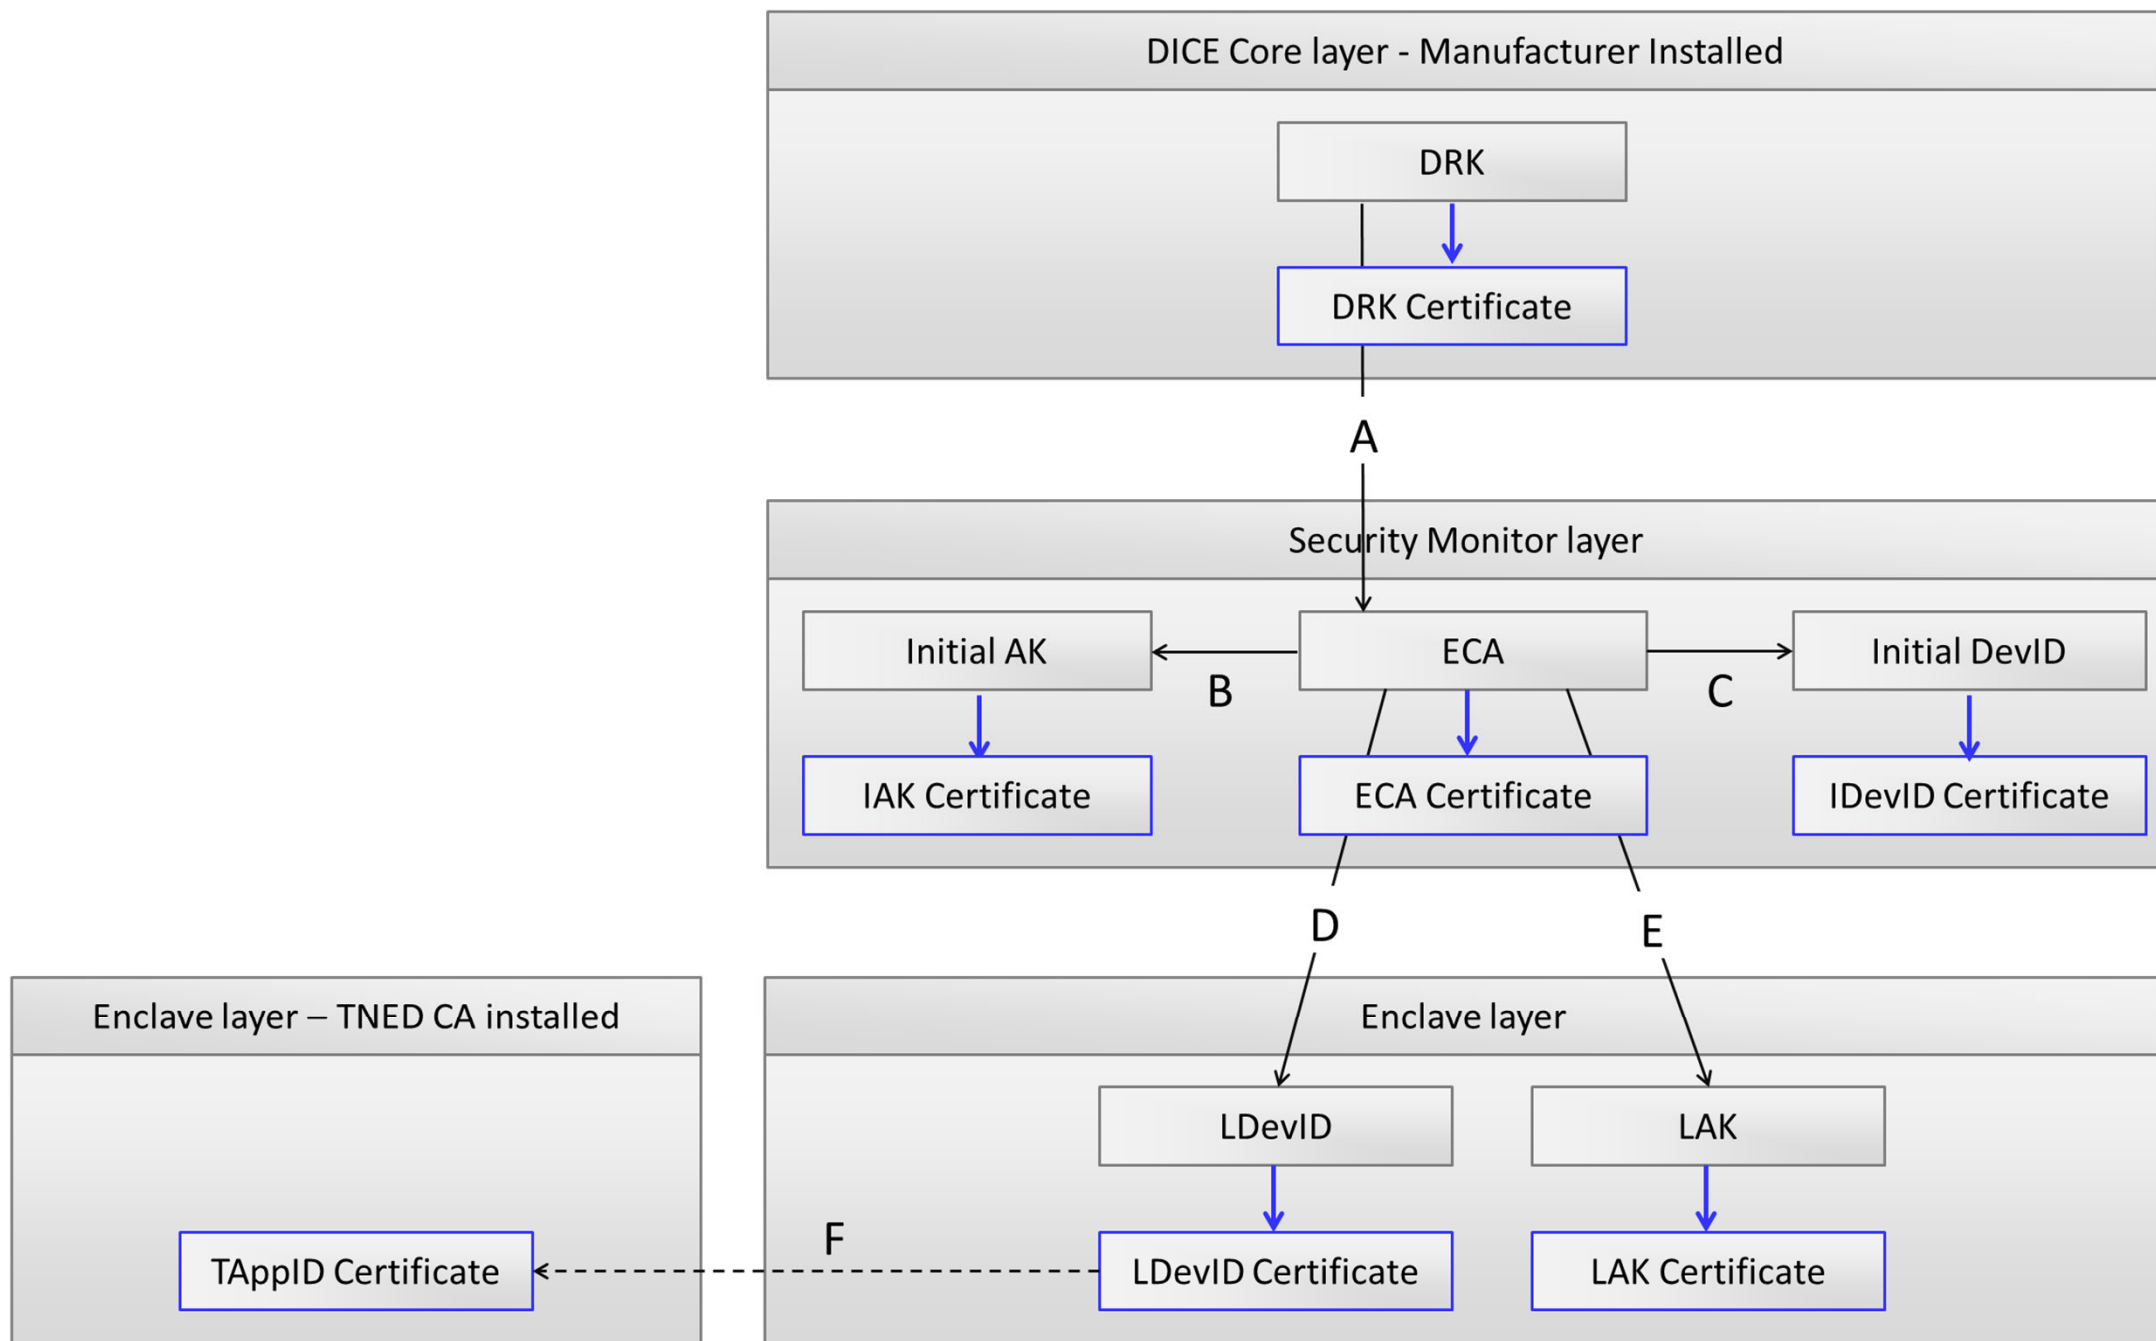 DICE Core layer - Manufacturer Installed
DRK
DRK Certificate
A
Security Monitor layer
Initial AK
ECA
Initial DevID
B
C
IAK Certificate
ECA Certificate
IDevID Certificate
D
E
Enclave layer – TNED CA installed
Enclave layer
LDevID
LAK
F
TAppID Certificate
LDevID Certificate
LAK Certificate